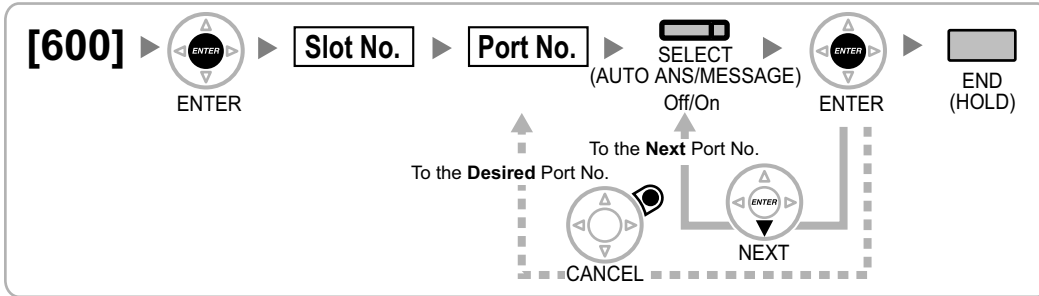 [600] ENTER Slot No. Port No. ENTER
SELECT
(AUTO ANS/MESSAGE)
Off/On
ENTER
ENTER
END
(HOLD)
To the Next Port No.
To the Desired Port No.
ENTER
NEXT
CANCEL